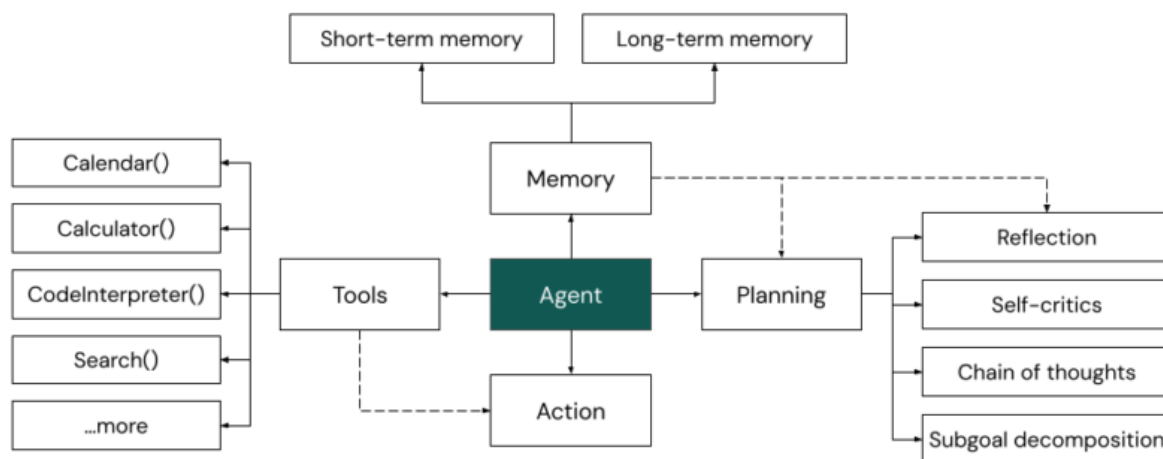 Short-term memory
Long-term memory
Calendar()
Memory
Calculator()
Reflection
CodeInterpreter()
Tools
Agent
Planning
Self-critics
Search()
Chain of thoughts
Action
...more
Subgoal decomposition